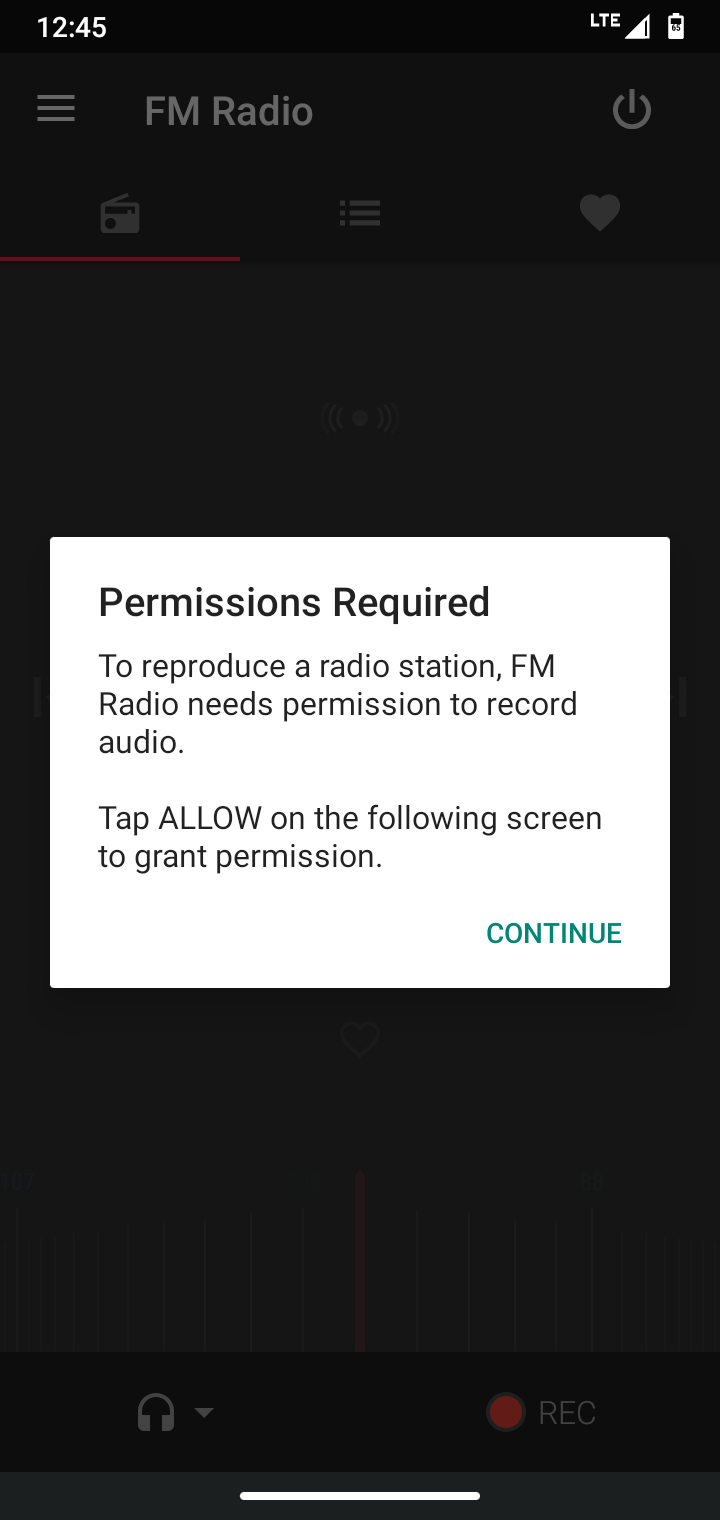 12:45
LTE
65
FM Radio
Permissions Required
To reproduce a radio station, FM
Radio needs permission to record
audio.
Tap ALLOW on the following screen
to grant permission.
CONTINUE
107
REC